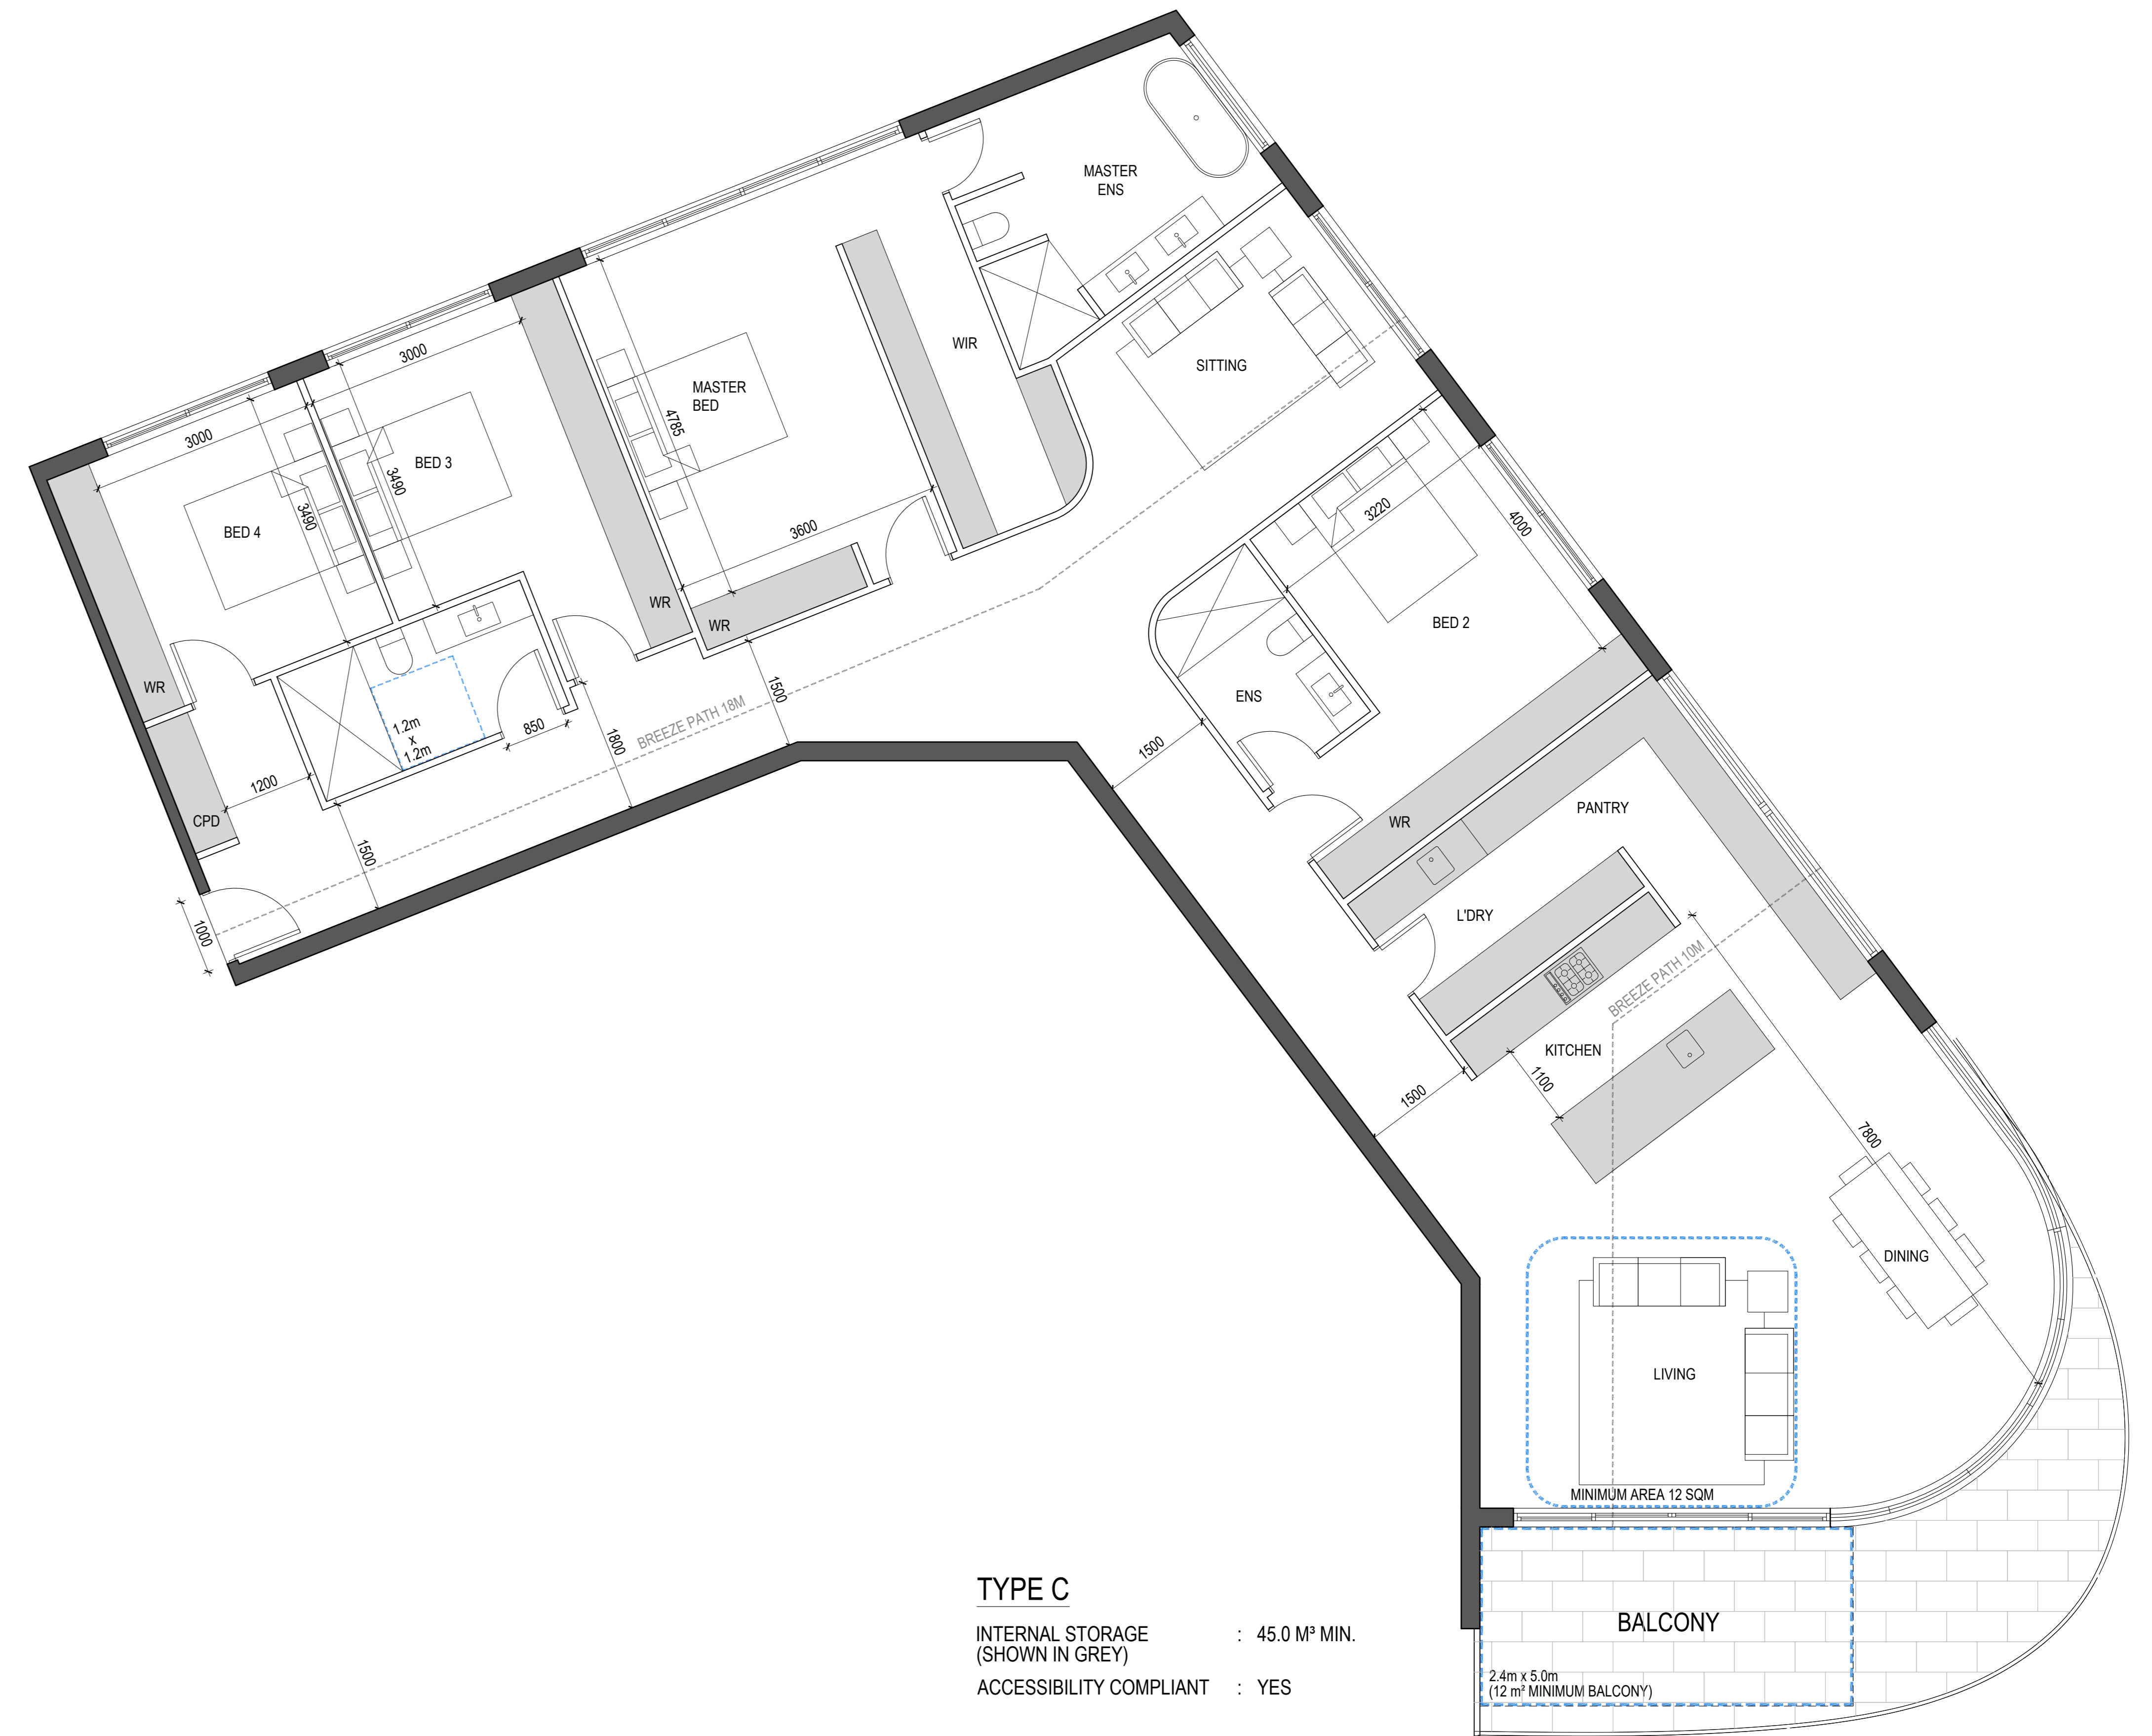 MASTER
ENS
WIR
SITTING
3000
MASTER
BED
4785
3000
BED 3
3490
3490
BED 4
3600
3220
4000
BED 2
WR
WR
WR
ENS
1.2m
x
1.2m
850
1800
BREEZE PATH 18M
1500
1500
1200
CPD
1500
1000
PANTRY
WR
L'DRY
BREEZE PATH 10M
KITCHEN
1100
1500
7800
DINING
LIVING
MINIMUM AREA 12 SQM
TYPE C
INTERNAL STORAGE : 45.0 M³ MIN.
(SHOWN IN GREY)
ACCESSIBILITY COMPLIANT : YES
BALCONY
2.4m x 5.0m
(12 m² MINIMUM BALCONY)